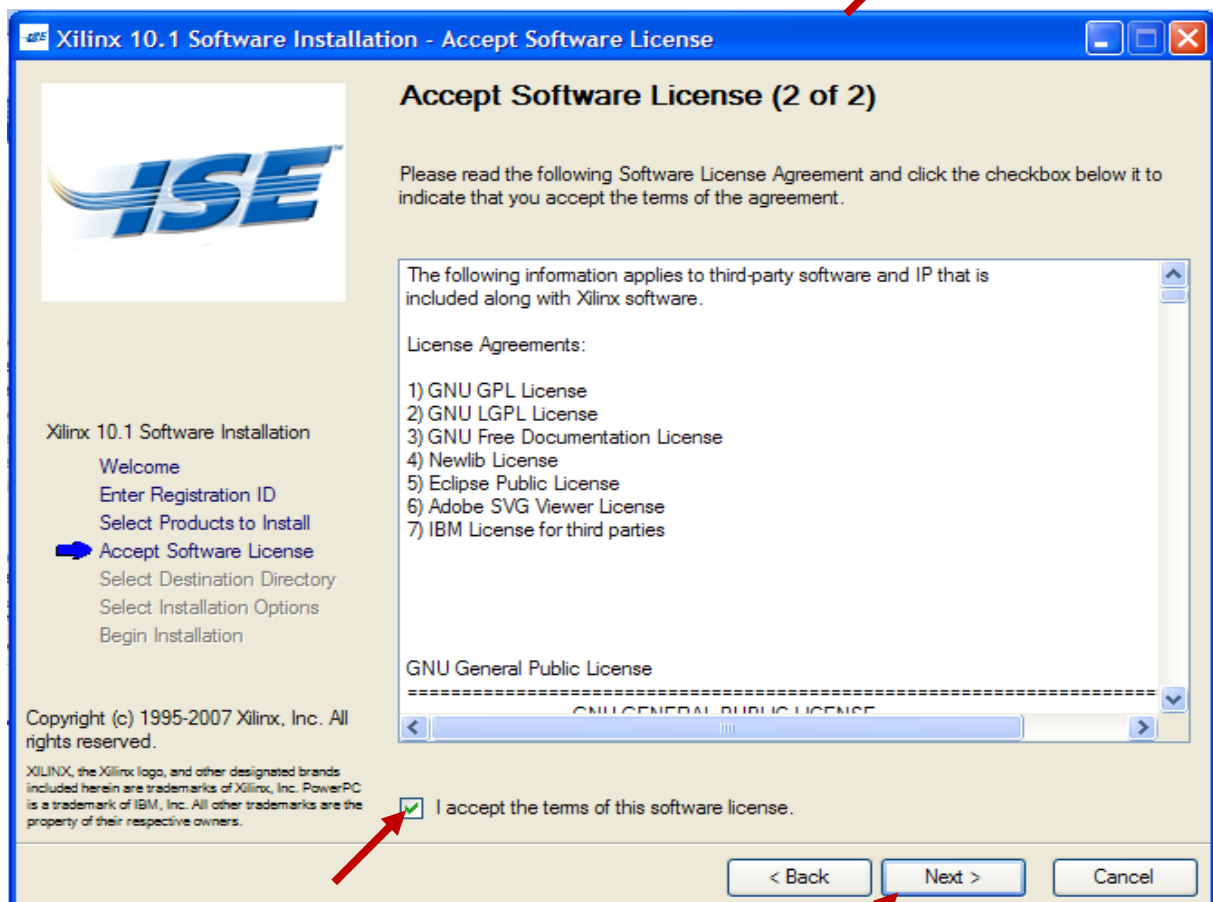 Xilinx 10.1 Software Installation - Accept Software License
ISE™
Accept Software License (2 of 2)
Please read the following Software License Agreement and click the checkbox below it to
indicate that you accept the terms of the agreement.
The following information applies to third-party software and IP that is
included along with Xilinx software.
License Agreements:
1) GNU GPL License
2) GNU LGPL License
3) GNU Free Documentation License
4) Newlib License
5) Eclipse Public License
6) Adobe SVG Viewer License
7) IBM License for third parties
GNU General Public License
=====================================================================
GNU GENERAL PUBLIC LICENSE
Xilinx 10.1 Software Installation
Welcome
Enter Registration ID
Select Products to Install
Accept Software License
Select Destination Directory
Select Installation Options
Begin Installation
Copyright (c) 1995-2007 Xilinx, Inc. All
rights reserved.
XILINX, the Xilinx logo, and other designated brands
included herein are trademarks of Xilinx, Inc. PowerPC
is a trademark of IBM, Inc. All other trademarks are the
property of their respective owners.
I accept the terms of this software license.
< Back
Next >
Cancel